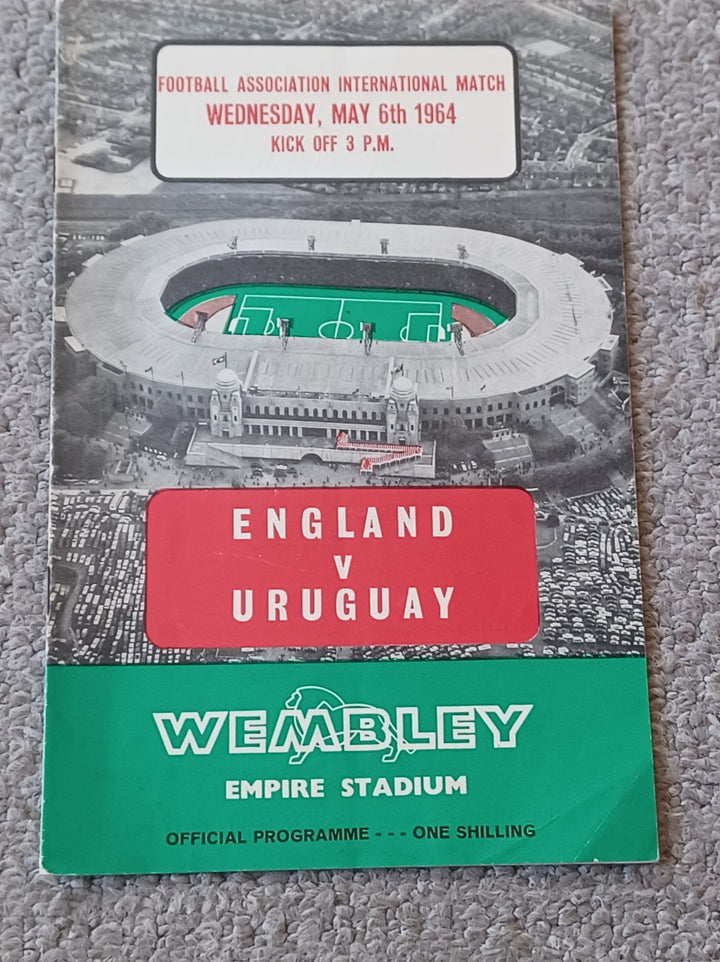 FOOTBALL ASSOCIATION INTERNATIONAL MATCH
WEDNESDAY, MAY 6th 1964
KICK OFF 3 P.M.
ENGLAND
V
URUGUAY
WEMBLEY
EMPIRE STADIUM
OFFICIAL PROGRAMME - - - ONE SHILLING